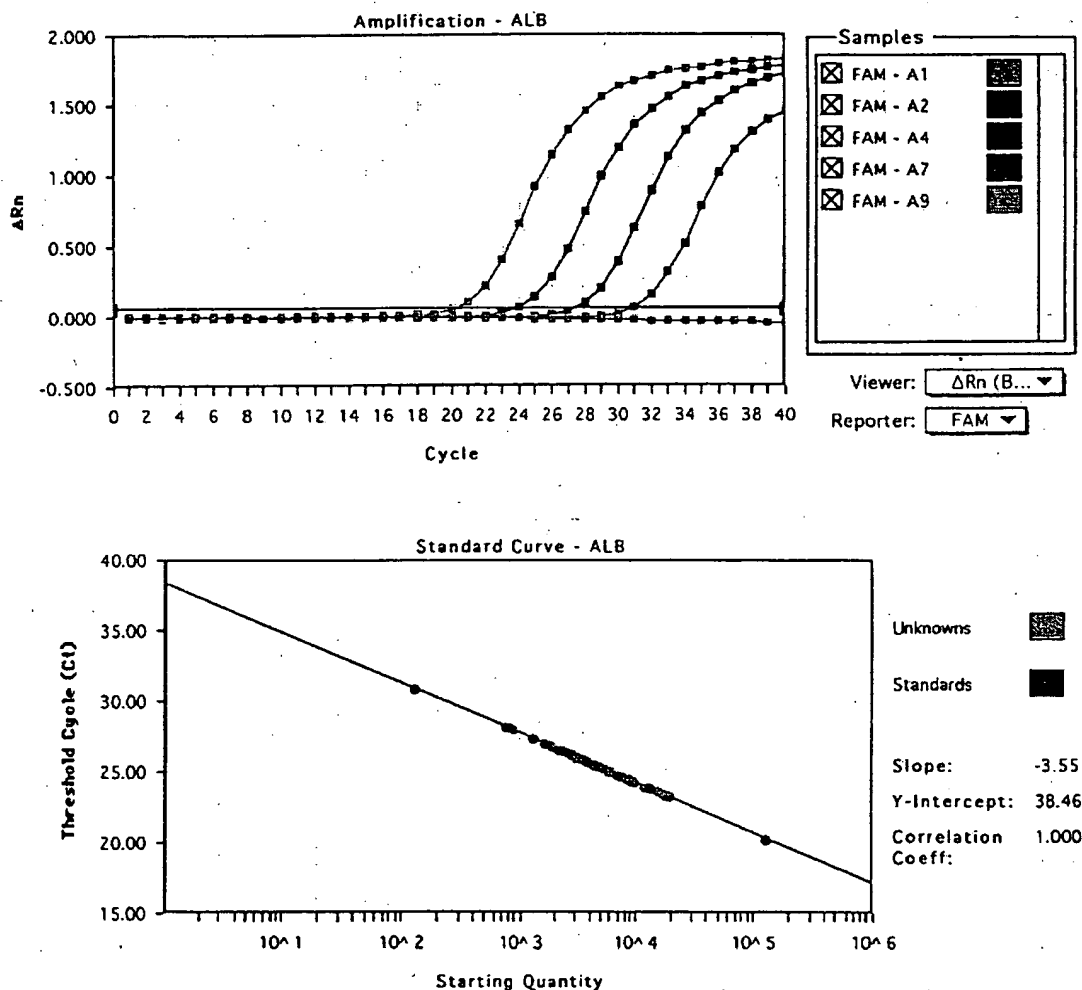 Amplification - ALB
2.000
1.500
1.000
0.500
0.000
-0.500
ΔRn
0 2 4 6 8 10 12 14 16 18 20 22 24 26 28 30 32 34 36 38 40
Cycle
Samples
FAM - A1
FAM - A2
FAM - A4
FAM - A7
FAM - A9
Viewer: ΔRn (B... ▼
Reporter: FAM ▼
Standard Curve - ALB
40.00
35.00
30.00
25.00
20.00
15.00
Threshold Cycle (Ct)
10^1 10^2 10^3 10^4 10^5 10^6
Starting Quantity
Unknowns
Standards
Slope: -3.55
Y-Intercept: 38.46
Correlation 1.000
Coeff: